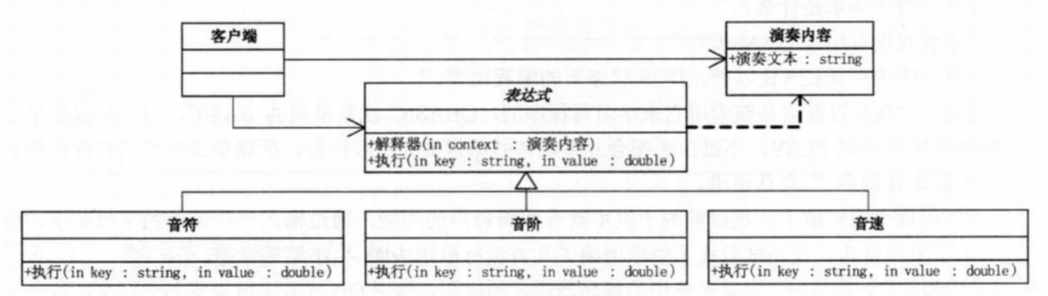 客户端
演奏内容
+演奏文本 : string
表达式
+解释器(in context : 演奏内容)
+执行(in key : string, in value : double)
音符
音阶
音速
+执行(in key : string, in value : double)
+执行(in key : string, in value : double)
+执行(in key : string, in value : double)